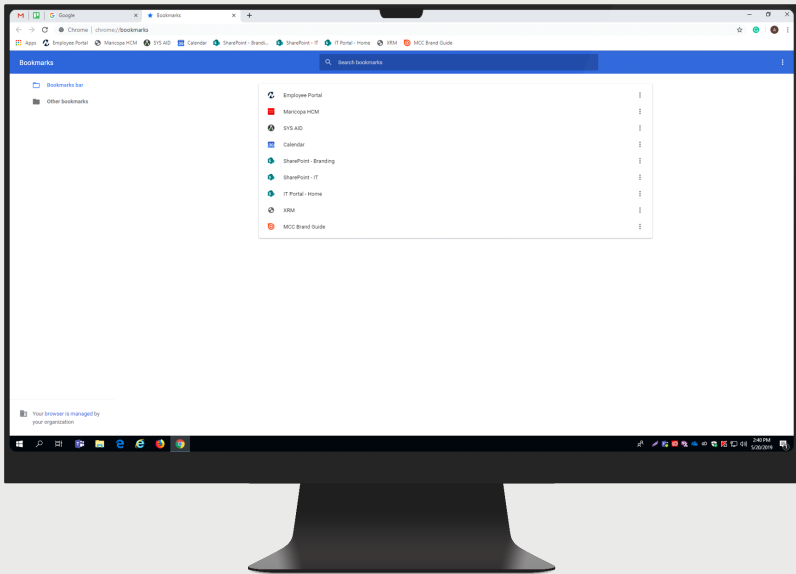 Google
Bookmarks
Chrome | chrome://bookmarks
Apps Employee Portal Maricopa HCM SYS AID Calendar SharePoint - Brandi... SharePoint - IT IT Portal - Home XRM MCC Brand Guide
Bookmarks
Search bookmarks
Bookmarks bar
Other bookmarks
Employee Portal
Maricopa HCM
SYS AID
Calendar
SharePoint - Branding
SharePoint - IT
IT Portal - Home
XRM
MCC Brand Guide
Your browser is managed by
your organization
2:40 PM
5/20/2019